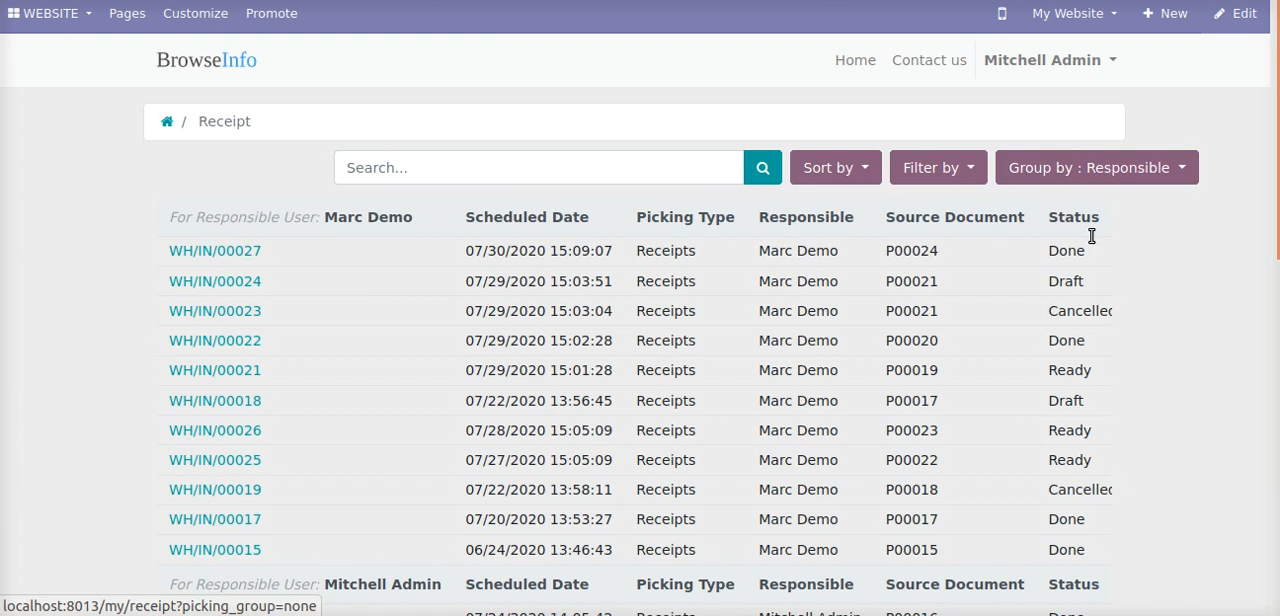 WEBSITE Pages Customize Promote My Website New Edit
BrowseInfo Home Contact us Mitchell Admin
/ Receipt
Search... Sort by Filter by Group by : Responsible
For Responsible User: Marc Demo Scheduled Date Picking Type Responsible Source Document Status
WH/IN/00027 07/30/2020 15:09:07 Receipts Marc Demo P00024 Done
WH/IN/00024 07/29/2020 15:03:51 Receipts Marc Demo P00021 Draft
WH/IN/00023 07/29/2020 15:03:04 Receipts Marc Demo P00021 Cancelled
WH/IN/00022 07/29/2020 15:02:28 Receipts Marc Demo P00020 Done
WH/IN/00021 07/29/2020 15:01:28 Receipts Marc Demo P00019 Ready
WH/IN/00018 07/22/2020 13:56:45 Receipts Marc Demo P00017 Draft
WH/IN/00026 07/28/2020 15:05:09 Receipts Marc Demo P00023 Ready
WH/IN/00025 07/27/2020 15:05:09 Receipts Marc Demo P00022 Ready
WH/IN/00019 07/22/2020 13:58:11 Receipts Marc Demo P00018 Cancelled
WH/IN/00017 07/20/2020 13:53:27 Receipts Marc Demo P00017 Done
WH/IN/00015 06/24/2020 13:46:43 Receipts Marc Demo P00015 Done
For Responsible User: Mitchell Admin Scheduled Date Picking Type Responsible Source Document Status
localhost:8013/my/receipt?picking_group=none